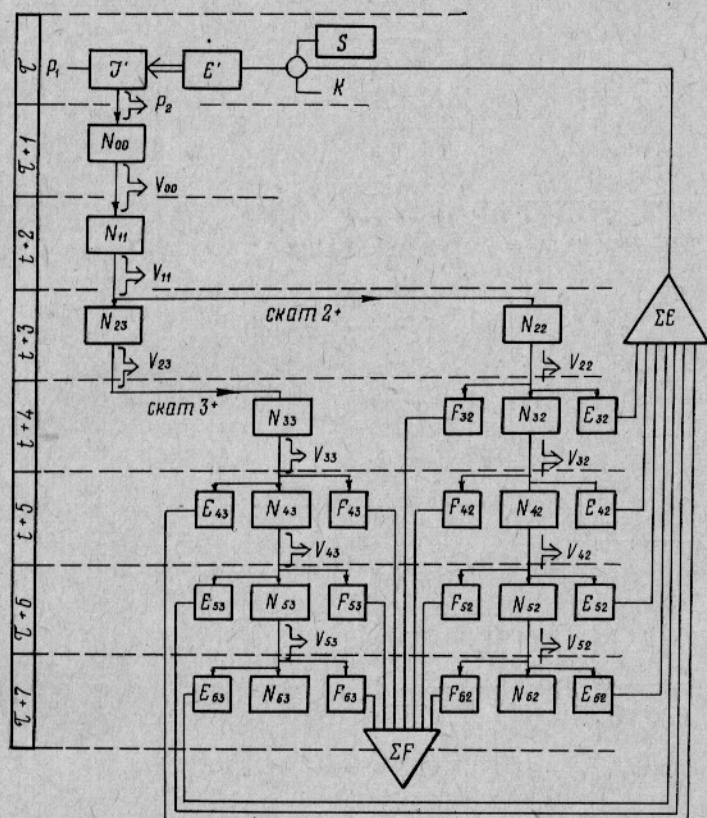 S
τ
P₁
J'
E'
K
P₂
τ+1
N₀₀
V₀₀
τ+2
N₁₁
V₁₁
τ+3
N₂₃
скат 2+
N₂₂
ΣE
V₂₃
V₂₂
τ+4
скат 3+
N₃₃
F₃₂
N₃₂
E₃₂
V₃₃
V₃₂
τ+5
E₄₃
N₄₃
F₄₃
F₄₂
N₄₂
E₄₂
V₄₃
V₄₂
τ+6
E₅₃
N₅₃
F₅₃
F₅₂
N₅₂
E₅₂
V₅₃
V₅₂
τ+7
E₆₃
N₆₃
F₆₃
F₆₂
N₆₂
E₆₂
ΣF